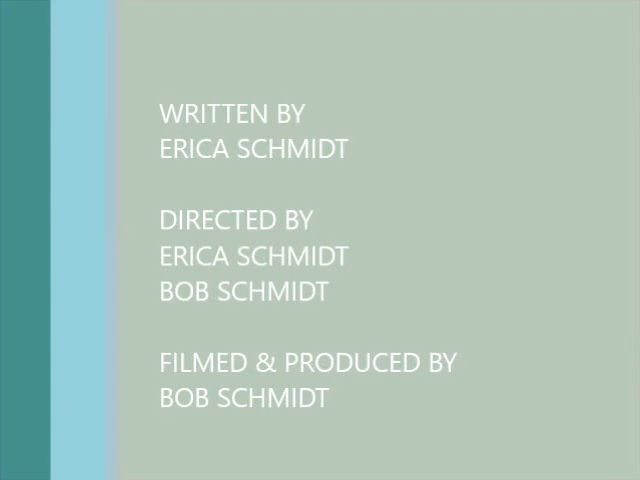 WRITTEN BY
ERICA SCHMIDT
DIRECTED BY
ERICA SCHMIDT
BOB SCHMIDT
FILMED & PRODUCED BY
BOB SCHMIDT